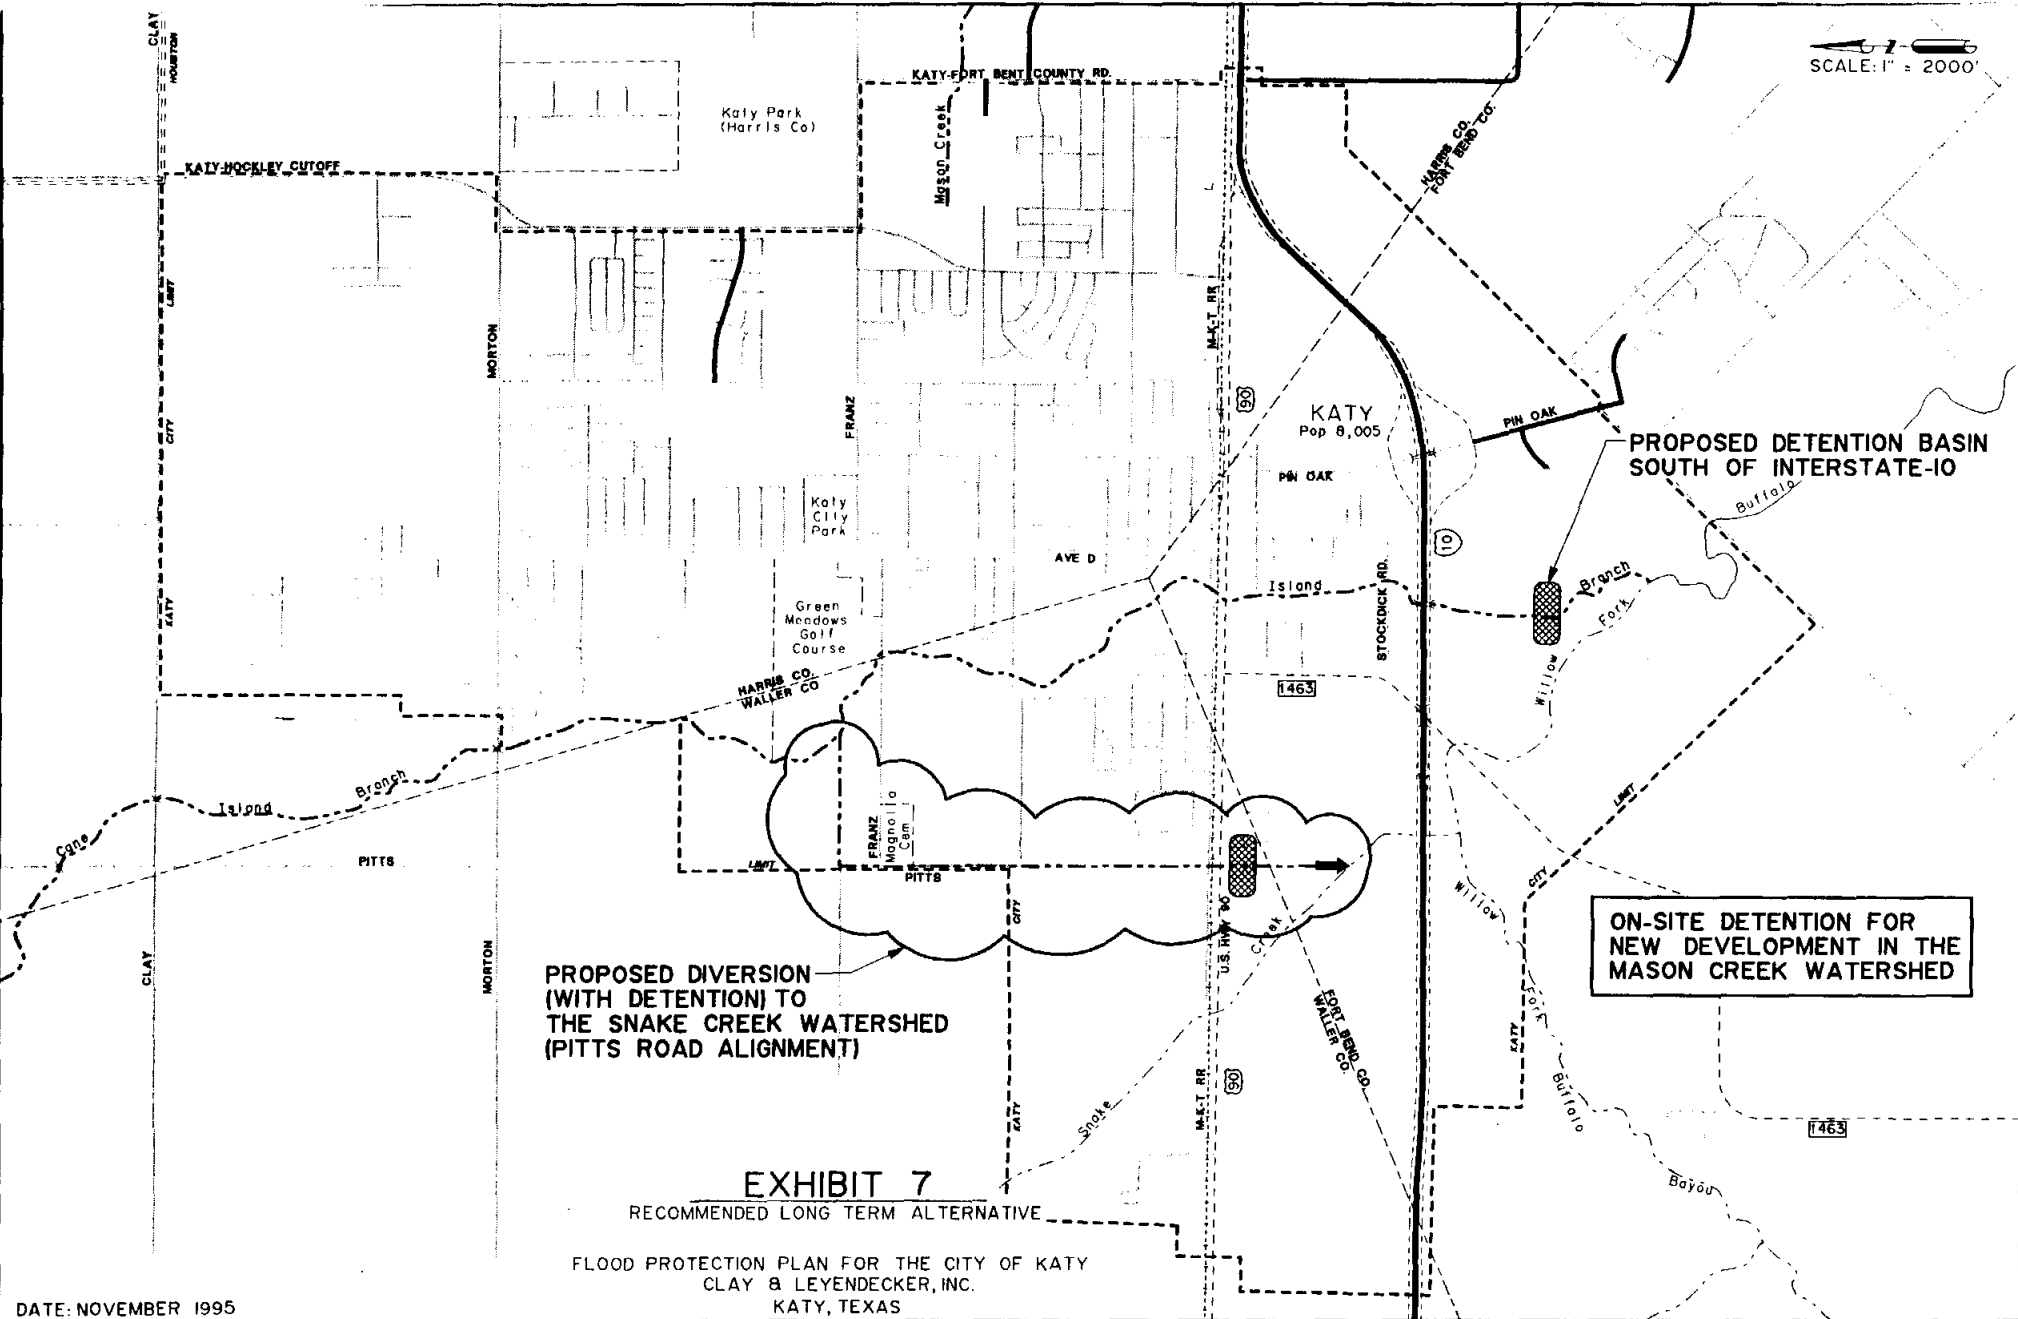 CLAY
HOUSTON
KATY-FORT BENT COUNTY RD.
SCALE: 1" = 2000'
Z
Katy Park
(Harris Co)
Mason Creek
HARRIS CO.
FORT BEND CO.
KATY-HOCKLEY CUTOFF
LIMIT
CITY
KATY
MORTON
FRANZ
M-K-T RR
90
KATY
Pop 8,005
PIN OAK
PIN OAK
PROPOSED DETENTION BASIN
SOUTH OF INTERSTATE-10
Buffalo
Katy
City
Park
AVE D
10
STOCKDICK RD.
Island
Branch
Fork
Willow
Green
Meadows
Golf
Course
HARRIS CO.
WALLER CO
1463
Cane
Island
Branch
PITTS
FRANZ
Magnolia
Cem
LIMIT
PITTS
CITY
KATY
U.S. HWY 90
Creek
Snake
LIMIT
CITY
KATY
Willow
Fork
Buffalo
Bayou
ON-SITE DETENTION FOR
NEW DEVELOPMENT IN THE
MASON CREEK WATERSHED
CLAY
MORTON
PROPOSED DIVERSION
(WITH DETENTION) TO
THE SNAKE CREEK WATERSHED
(PITTS ROAD ALIGNMENT)
FORT BEND CO.
WALLER CO.
M-K-T RR
90
1463
EXHIBIT 7
RECOMMENDED LONG TERM ALTERNATIVE
FLOOD PROTECTION PLAN FOR THE CITY OF KATY
CLAY & LEYENDECKER, INC.
KATY, TEXAS
DATE: NOVEMBER 1995